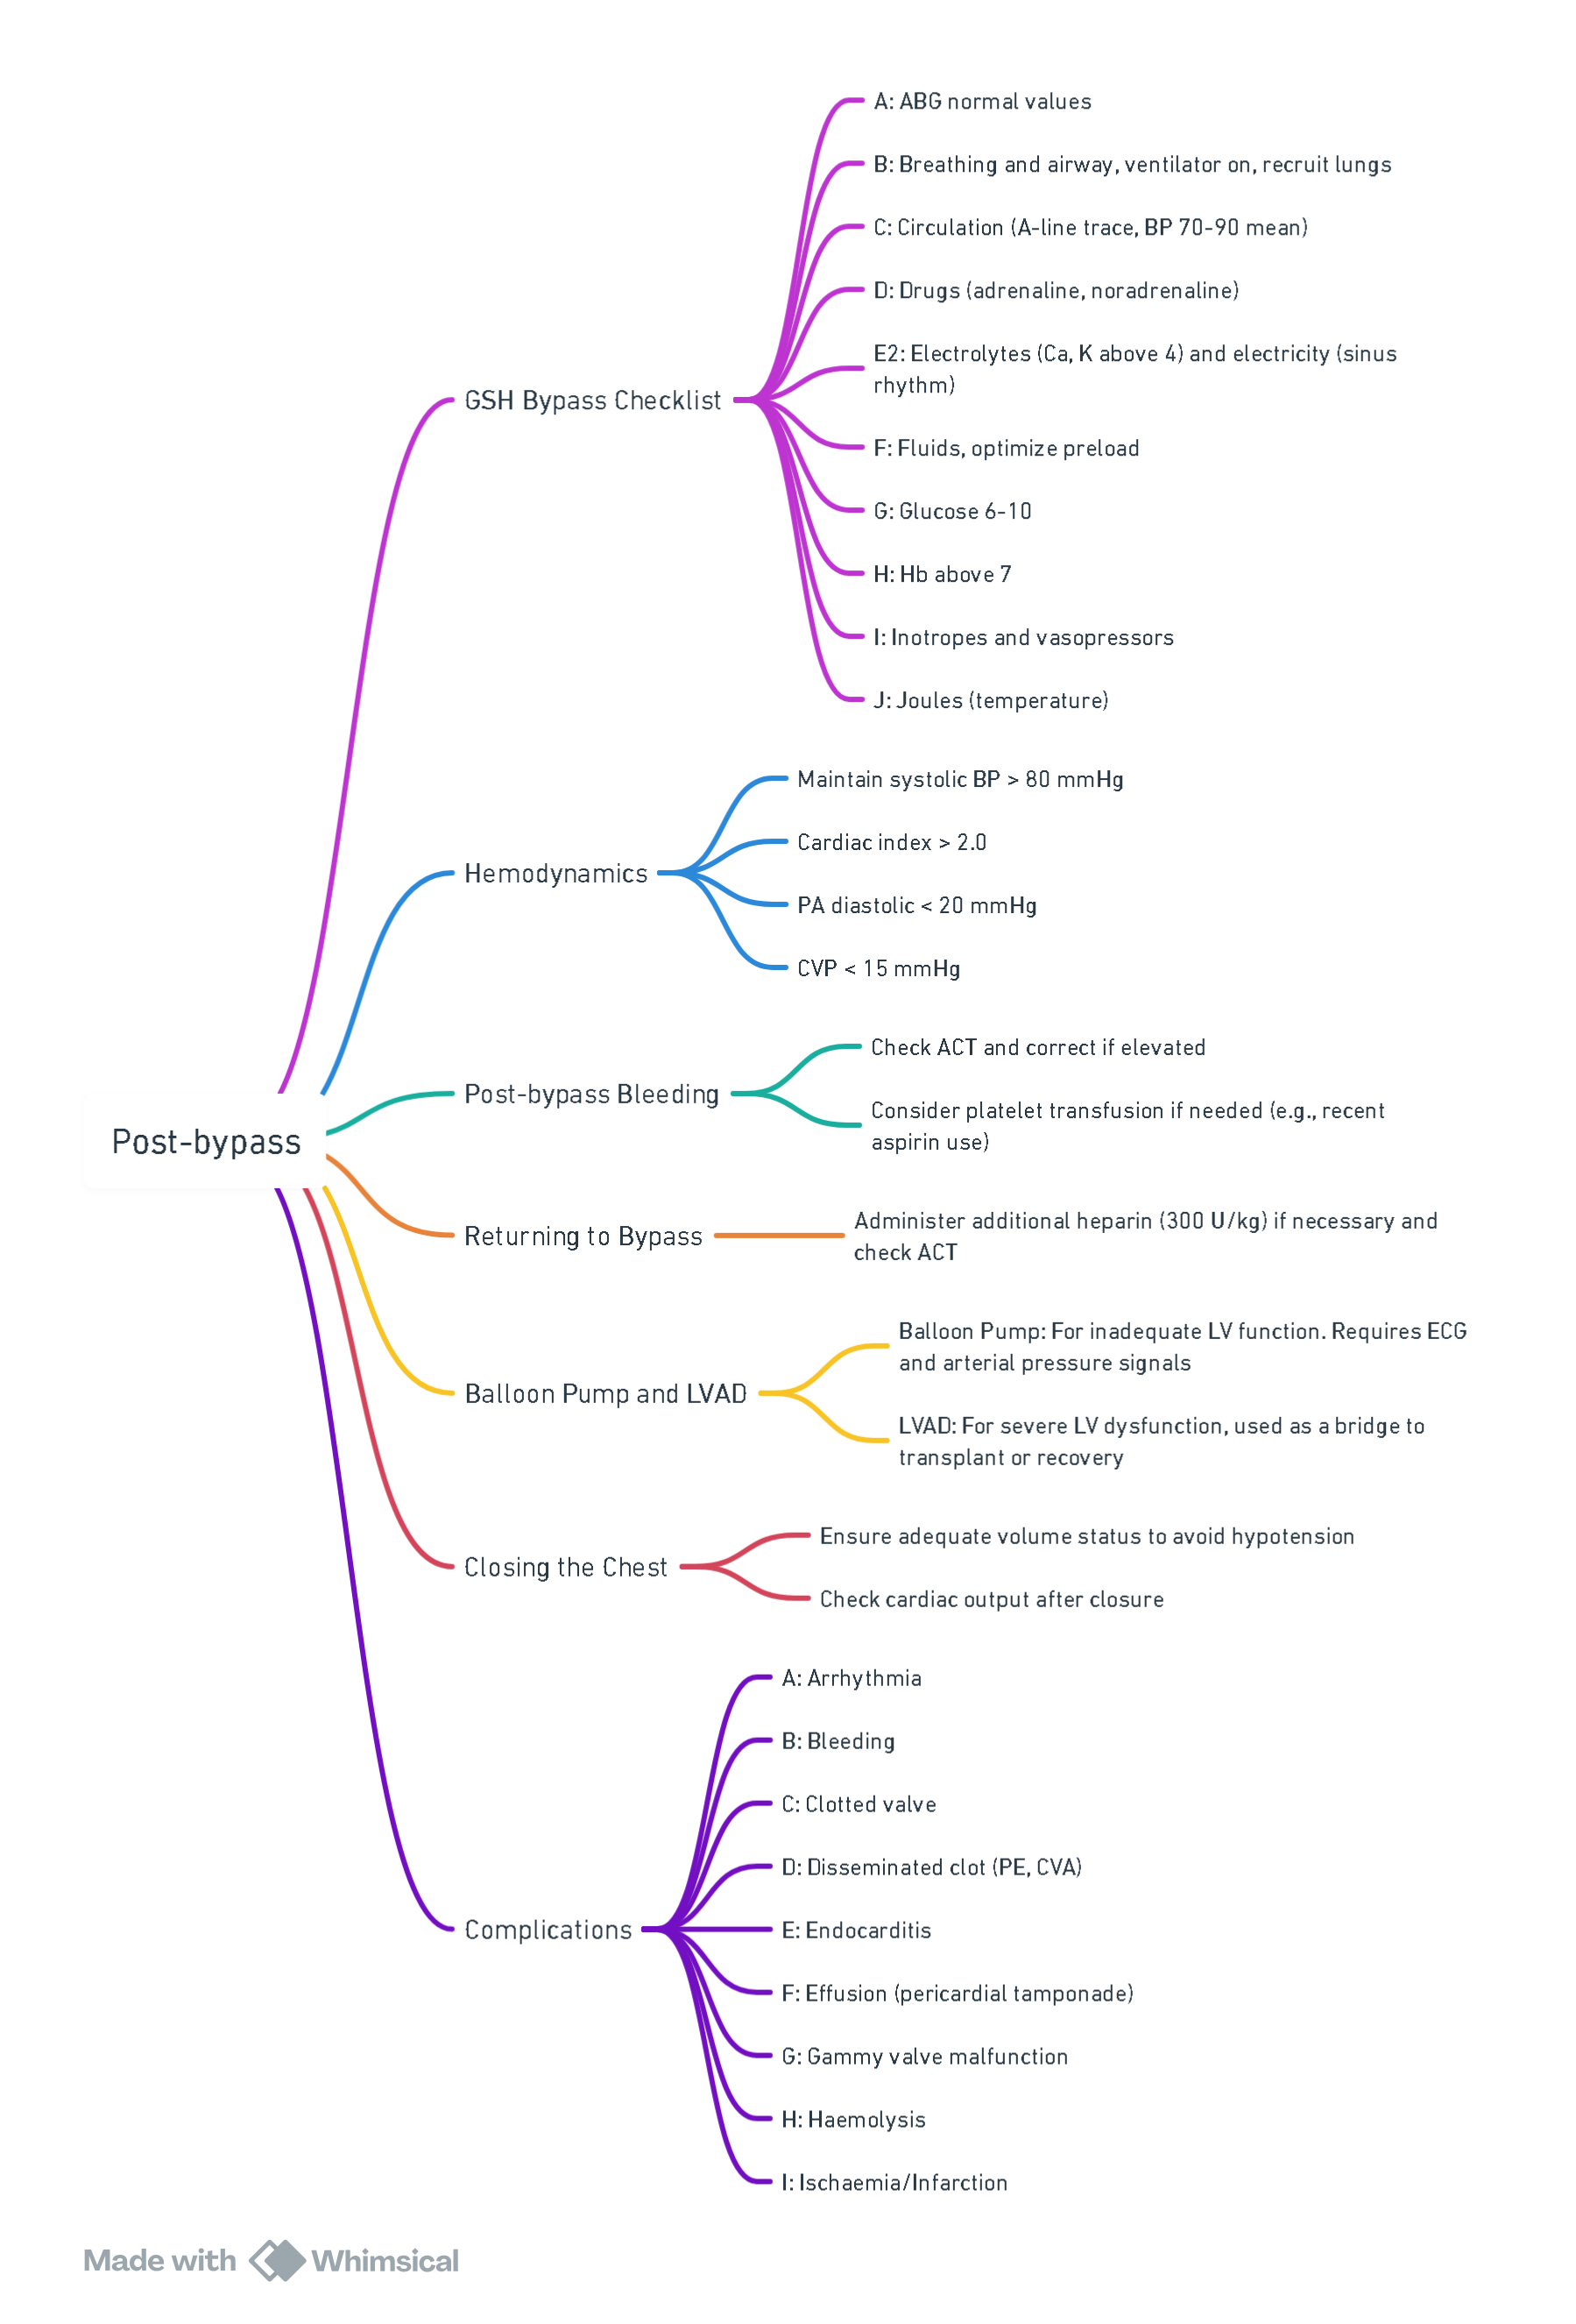 Post-bypass
GSH Bypass Checklist
A: ABG normal values
B: Breathing and airway, ventilator on, recruit lungs
C: Circulation (A-line trace, BP 70-90 mean)
D: Drugs (adrenaline, noradrenaline)
E2: Electrolytes (Ca, K above 4) and electricity (sinus
rhythm)
F: Fluids, optimize preload
G: Glucose 6-10
H: Hb above 7
I: Inotropes and vasopressors
J: Joules (temperature)
Hemodynamics
Maintain systolic BP > 80 mmHg
Cardiac index > 2.0
PA diastolic < 20 mmHg
CVP < 15 mmHg
Post-bypass Bleeding
Check ACT and correct if elevated
Consider platelet transfusion if needed (e.g., recent
aspirin use)
Returning to Bypass
Administer additional heparin (300 U/kg) if necessary and
check ACT
Balloon Pump and LVAD
Balloon Pump: For inadequate LV function. Requires ECG
and arterial pressure signals
LVAD: For severe LV dysfunction, used as a bridge to
transplant or recovery
Closing the Chest
Ensure adequate volume status to avoid hypotension
Check cardiac output after closure
Complications
A: Arrhythmia
B: Bleeding
C: Clotted valve
D: Disseminated clot (PE, CVA)
E: Endocarditis
F: Effusion (pericardial tamponade)
G: Gammy valve malfunction
H: Haemolysis
I: Ischaemia/Infarction
Made with Whimsical